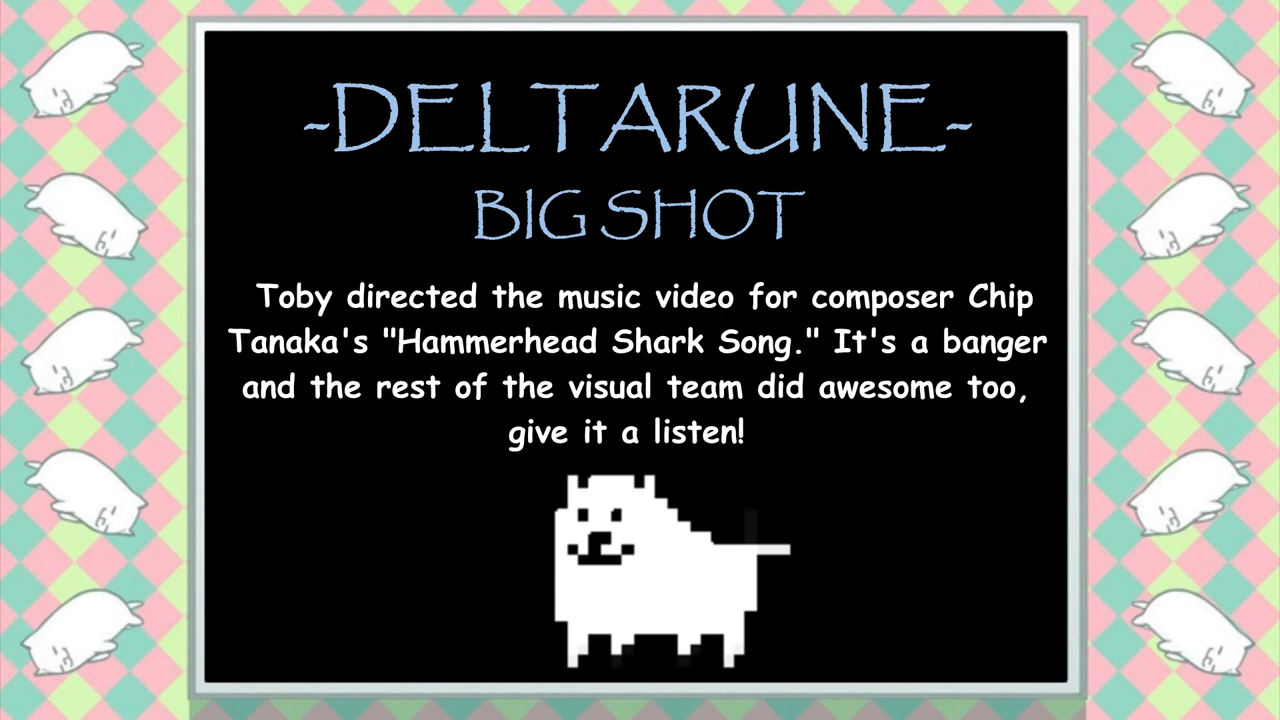 -DELTARUNE-
BIG SHOT
Toby directed the music video for composer Chip
Tanaka's "Hammerhead Shark Song." It's a banger
and the rest of the visual team did awesome too,
give it a listen!